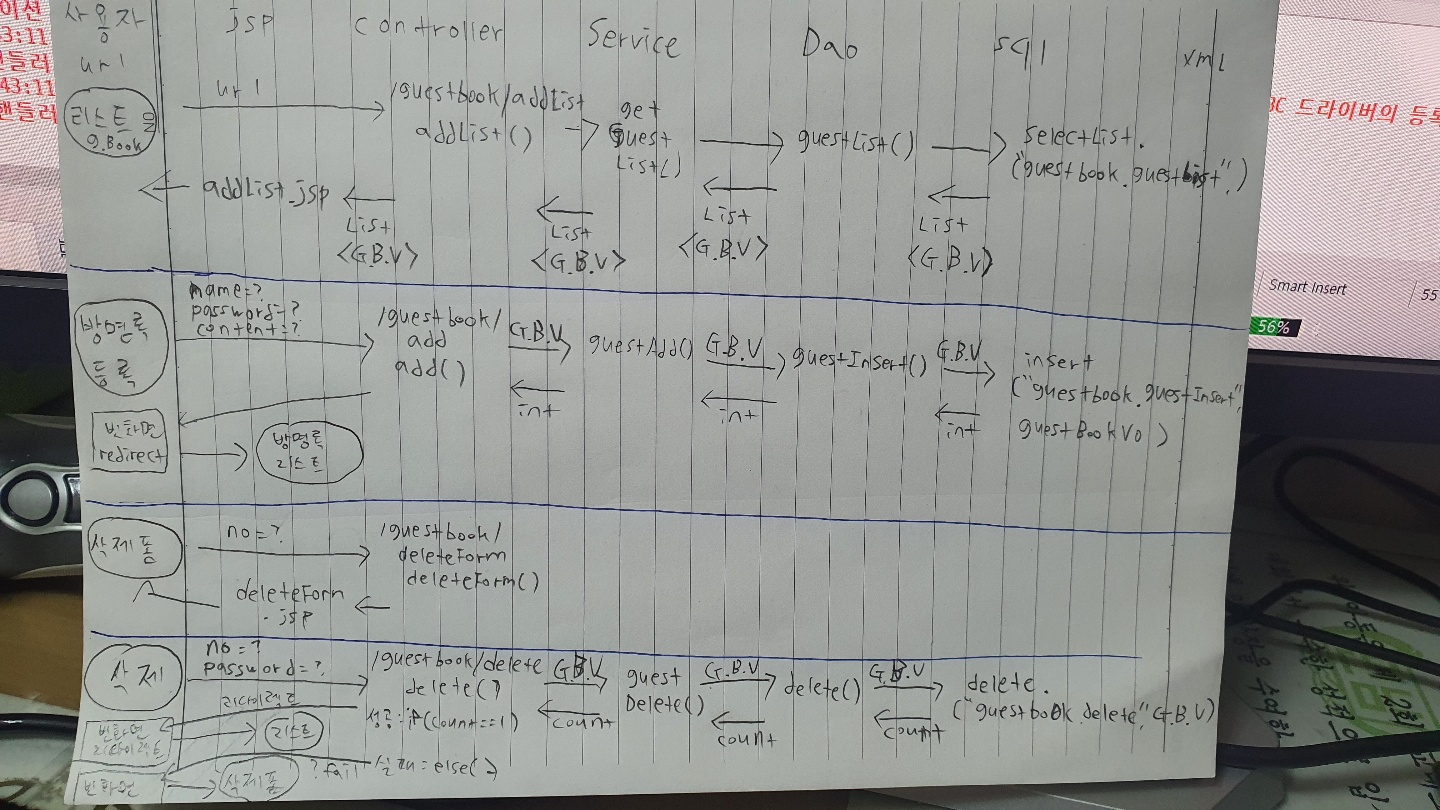 사용자
url
jsp
controller
Service
Dao
sql
xml
리스트
g.Book
url
/guestbook/addList
addList()
get
guest
List()
guestList()
selectList.
("guestbook.guestList",)
addList.jsp
List
<G.B.V>
List
<G.B.V>
List
<G.B.V>
List
<G.B.V>
방명록
등록
name=?
password=?
content=?
/guestbook/
add
add()
G.B.V
guestAdd()
G.B.V
guestInsert()
G.B.V
insert
("guestbook.guestInsert",
guestBookVo )
int
int
int
빈화면
redirect
방명록
리스트
삭제폼
no=?
/guestbook/
deleteForm
deleteForm()
deleteForm
.jsp
삭제
no=?
password=?
/guestbook/delete
delete()
G.B.V
guest
Delete()
G.B.V
delete()
G.B.V
delete.
("guestbook.delete",G.B.V)
리다이렉트
성공:if(count==1)
count
count
count
빈화면
리다이렉트
리스트
빈화면
삭제폼
?fail
실패:else()
이션
3:11
핸들러
43:11
핸들러
BC 드라이버의 등록
Smart Insert
55
56%